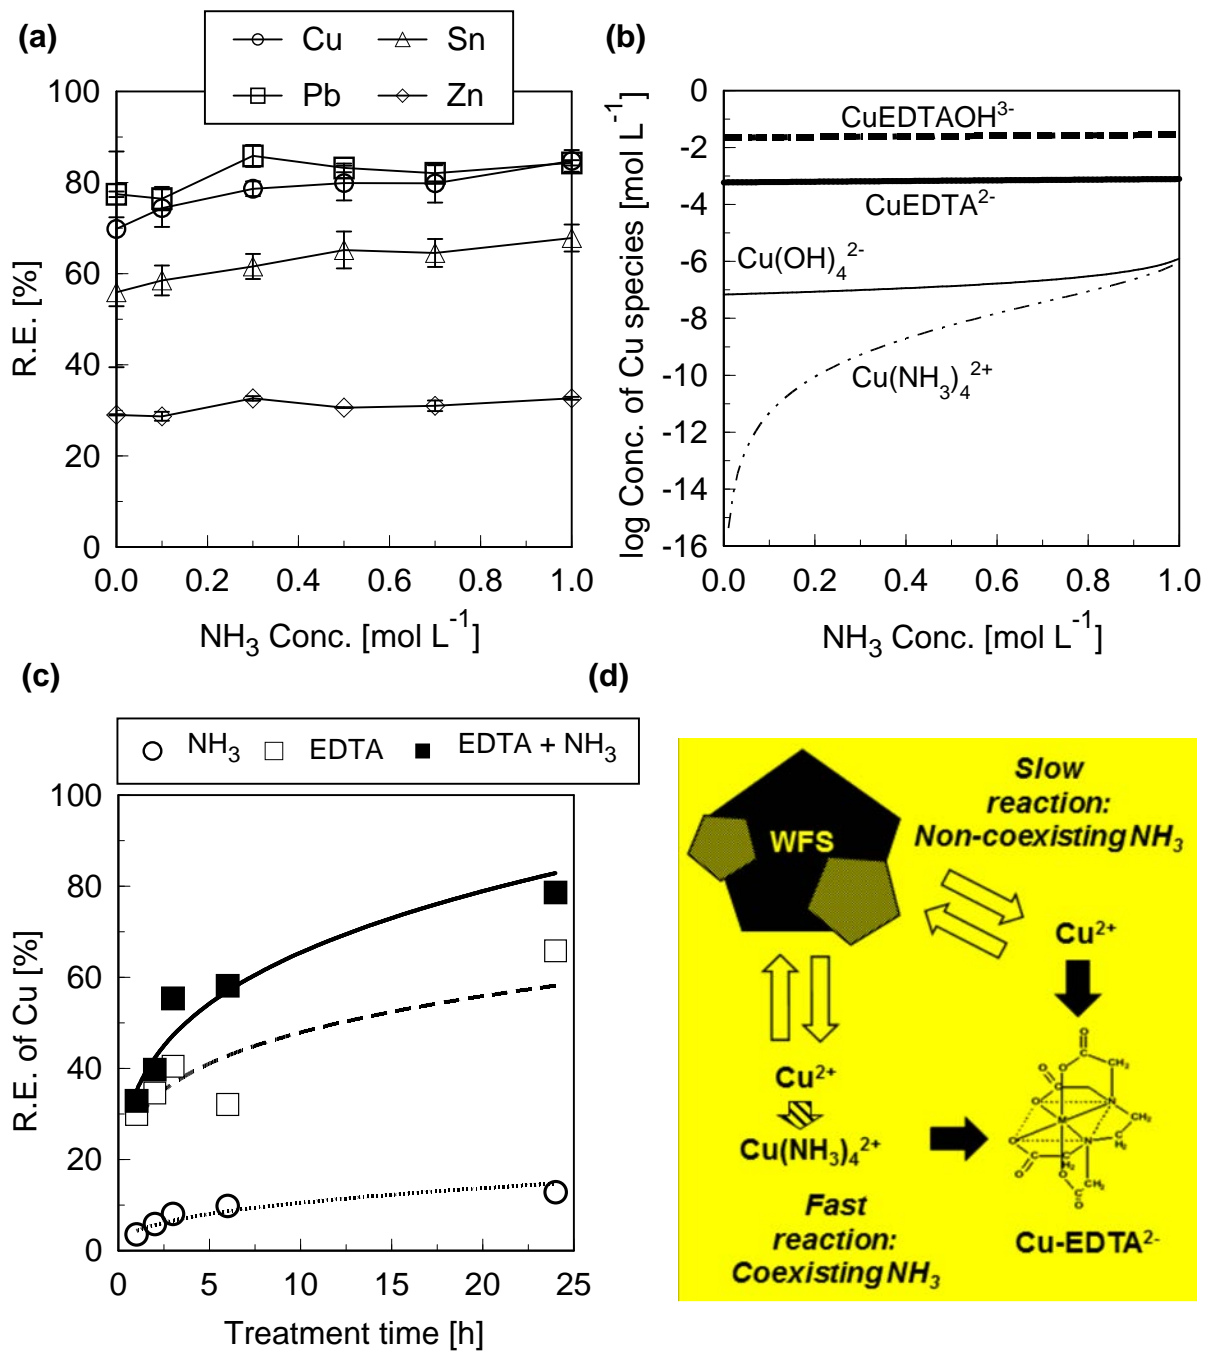 (a)
Cu
Sn
Pb
Zn
100
80
60
40
20
0
R.E. [%]
0.0
0.2
0.4
0.6
0.8
1.0
NH3 Conc. [mol L-1]
(b)
0
-2
-4
-6
-8
-10
-12
-14
-16
log Conc. of Cu species [mol L-1]
CuEDTAOH3-
CuEDTA2-
Cu(OH)42-
Cu(NH3)42+
0.0
0.2
0.4
0.6
0.8
1.0
NH3 Conc. [mol L-1]
(c)
NH3
EDTA
EDTA + NH3
100
80
60
40
20
0
R.E. of Cu [%]
0
5
10
15
20
25
Treatment time [h]
(d)
WFS
Slow
reaction:
Non-coexisting NH3
Cu2+
Cu2+
Cu(NH3)42+
Fast
reaction:
Coexisting NH3
Cu-EDTA2-